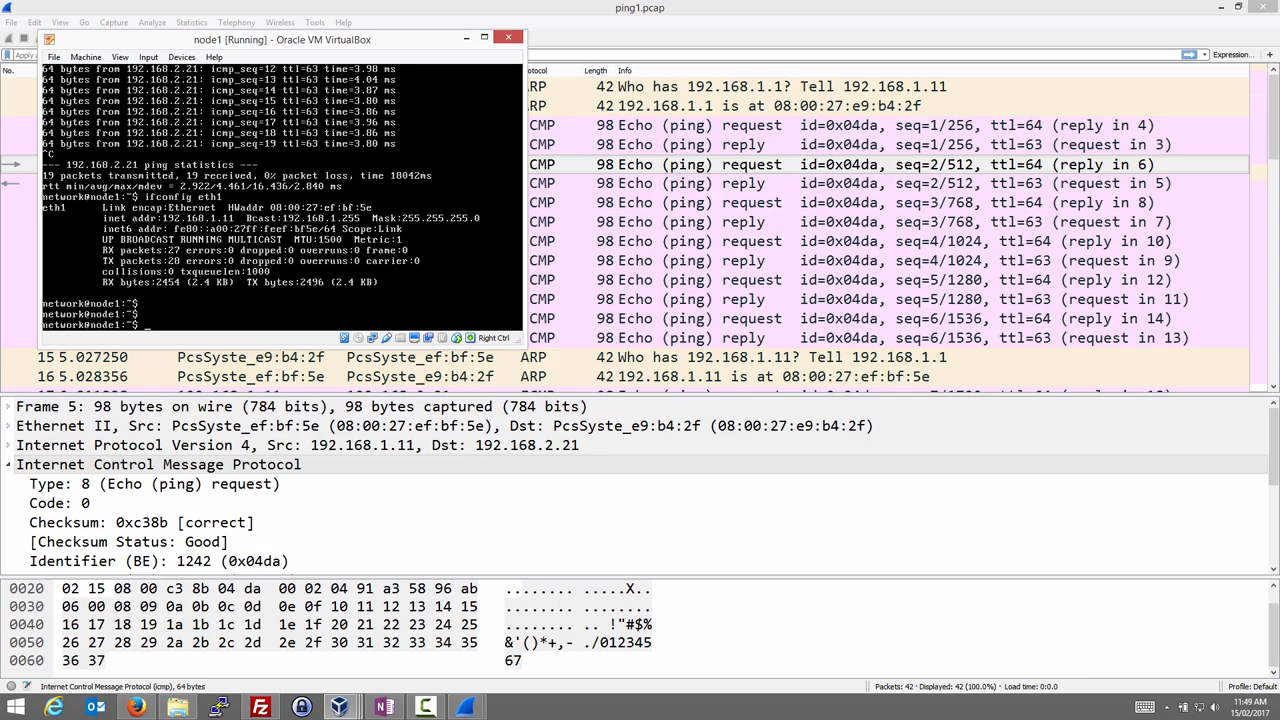 ping1.pcap
File Edit View Go Capture Analyze Statistics Telephony Wireless Tools Help
node1 [Running] - Oracle VM VirtualBox
File Machine View Input Devices Help
Expression...
+
No.
otocol Length Info
64 bytes from 192.168.2.21: icmp_seq=12 ttl=63 time=3.98 ms
64 bytes from 192.168.2.21: icmp_seq=13 ttl=63 time=4.04 ms
64 bytes from 192.168.2.21: icmp_seq=14 ttl=63 time=3.87 ms
64 bytes from 192.168.2.21: icmp_seq=15 ttl=63 time=3.80 ms
64 bytes from 192.168.2.21: icmp_seq=16 ttl=63 time=3.86 ms
64 bytes from 192.168.2.21: icmp_seq=17 ttl=63 time=3.96 ms
64 bytes from 192.168.2.21: icmp_seq=18 ttl=63 time=3.86 ms
64 bytes from 192.168.2.21: icmp_seq=19 ttl=63 time=3.80 ms
^C
--- 192.168.2.21 ping statistics ---
19 packets transmitted, 19 received, 0% packet loss, time 18042ms
rtt min/avg/max/mdev = 2.922/4.461/16.436/2.840 ms
network@node1:~$ ifconfig eth1
eth1 Link encap:Ethernet HWaddr 08:00:27:ef:bf:5e
inet addr:192.168.1.11 Bcast:192.168.1.255 Mask:255.255.255.0
inet6 addr: fe80::a00:27ff:feef:bf5e/64 Scope:Link
UP BROADCAST RUNNING MULTICAST MTU:1500 Metric:1
RX packets:27 errors:0 dropped:0 overruns:0 frame:0
TX packets:28 errors:0 dropped:0 overruns:0 carrier:0
collisions:0 txqueuelen:1000
RX bytes:2454 (2.4 KB) TX bytes:2496 (2.4 KB)
network@node1:~$
network@node1:~$
network@node1:~$ _
Right Ctrl
RP 42 Who has 192.168.1.1? Tell 192.168.1.11
RP 42 192.168.1.1 is at 08:00:27:e9:b4:2f
CMP 98 Echo (ping) request id=0x04da, seq=1/256, ttl=64 (reply in 4)
CMP 98 Echo (ping) reply id=0x04da, seq=1/256, ttl=63 (request in 3)
CMP 98 Echo (ping) request id=0x04da, seq=2/512, ttl=64 (reply in 6)
CMP 98 Echo (ping) reply id=0x04da, seq=2/512, ttl=63 (request in 5)
CMP 98 Echo (ping) request id=0x04da, seq=3/768, ttl=64 (reply in 8)
CMP 98 Echo (ping) reply id=0x04da, seq=3/768, ttl=63 (request in 7)
CMP 98 Echo (ping) request id=0x04da, seq=4/1024, ttl=64 (reply in 10)
CMP 98 Echo (ping) reply id=0x04da, seq=4/1024, ttl=63 (request in 9)
CMP 98 Echo (ping) request id=0x04da, seq=5/1280, ttl=64 (reply in 12)
CMP 98 Echo (ping) reply id=0x04da, seq=5/1280, ttl=63 (request in 11)
CMP 98 Echo (ping) request id=0x04da, seq=6/1536, ttl=64 (reply in 14)
CMP 98 Echo (ping) reply id=0x04da, seq=6/1536, ttl=63 (request in 13)
15 5.027250 PcsSyste_e9:b4:2f PcsSyste_ef:bf:5e ARP 42 Who has 192.168.1.11? Tell 192.168.1.1
16 5.028356 PcsSyste_ef:bf:5e PcsSyste_e9:b4:2f ARP 42 192.168.1.11 is at 08:00:27:ef:bf:5e
Frame 5: 98 bytes on wire (784 bits), 98 bytes captured (784 bits)
Ethernet II, Src: PcsSyste_ef:bf:5e (08:00:27:ef:bf:5e), Dst: PcsSyste_e9:b4:2f (08:00:27:e9:b4:2f)
Internet Protocol Version 4, Src: 192.168.1.11, Dst: 192.168.2.21
Internet Control Message Protocol
Type: 8 (Echo (ping) request)
Code: 0
Checksum: 0xc38b [correct]
[Checksum Status: Good]
Identifier (BE): 1242 (0x04da)
0020 02 15 08 00 c3 8b 04 da 00 02 04 91 a3 58 96 ab ........ .....X..
0030 06 00 08 09 0a 0b 0c 0d 0e 0f 10 11 12 13 14 15 ........ ........
0040 16 17 18 19 1a 1b 1c 1d 1e 1f 20 21 22 23 24 25 ........ .. !"#$%
0050 26 27 28 29 2a 2b 2c 2d 2e 2f 30 31 32 33 34 35 &'()*+,- ./012345
0060 36 37 67
Internet Control Message Protocol (icmp), 64 bytes
Packets: 42 · Displayed: 42 (100.0%) · Load time: 0:0.0
Profile: Default
11:49 AM
15/02/2017